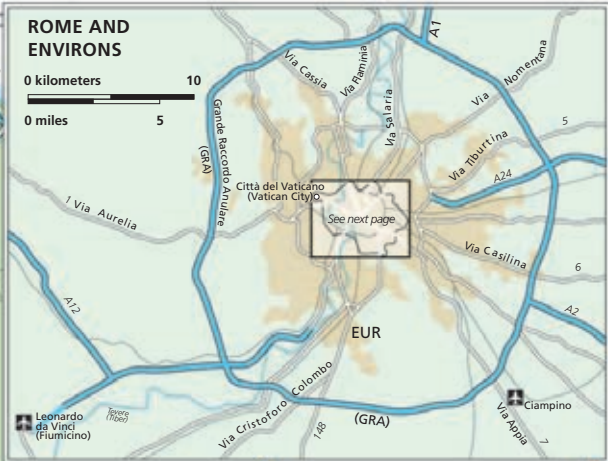 ROME AND
ENVIRONS
0 kilometers 10
0 miles 5
A1
Via Cassia
Via Flaminia
Via Salaria
Via Nomentana
Via Tiburtina
5
A24
Grande Raccordo Anulare
(GRA)
Città del Vaticano
(Vatican City)
See next page
1 Via Aurelia
Via Casilina
6
A12
A2
EUR
Leonardo
da Vinci
(Fiumicino)
Tevere
(Tiber)
Via Cristoforo Colombo
148
(GRA)
Ciampino
Via Appia
7